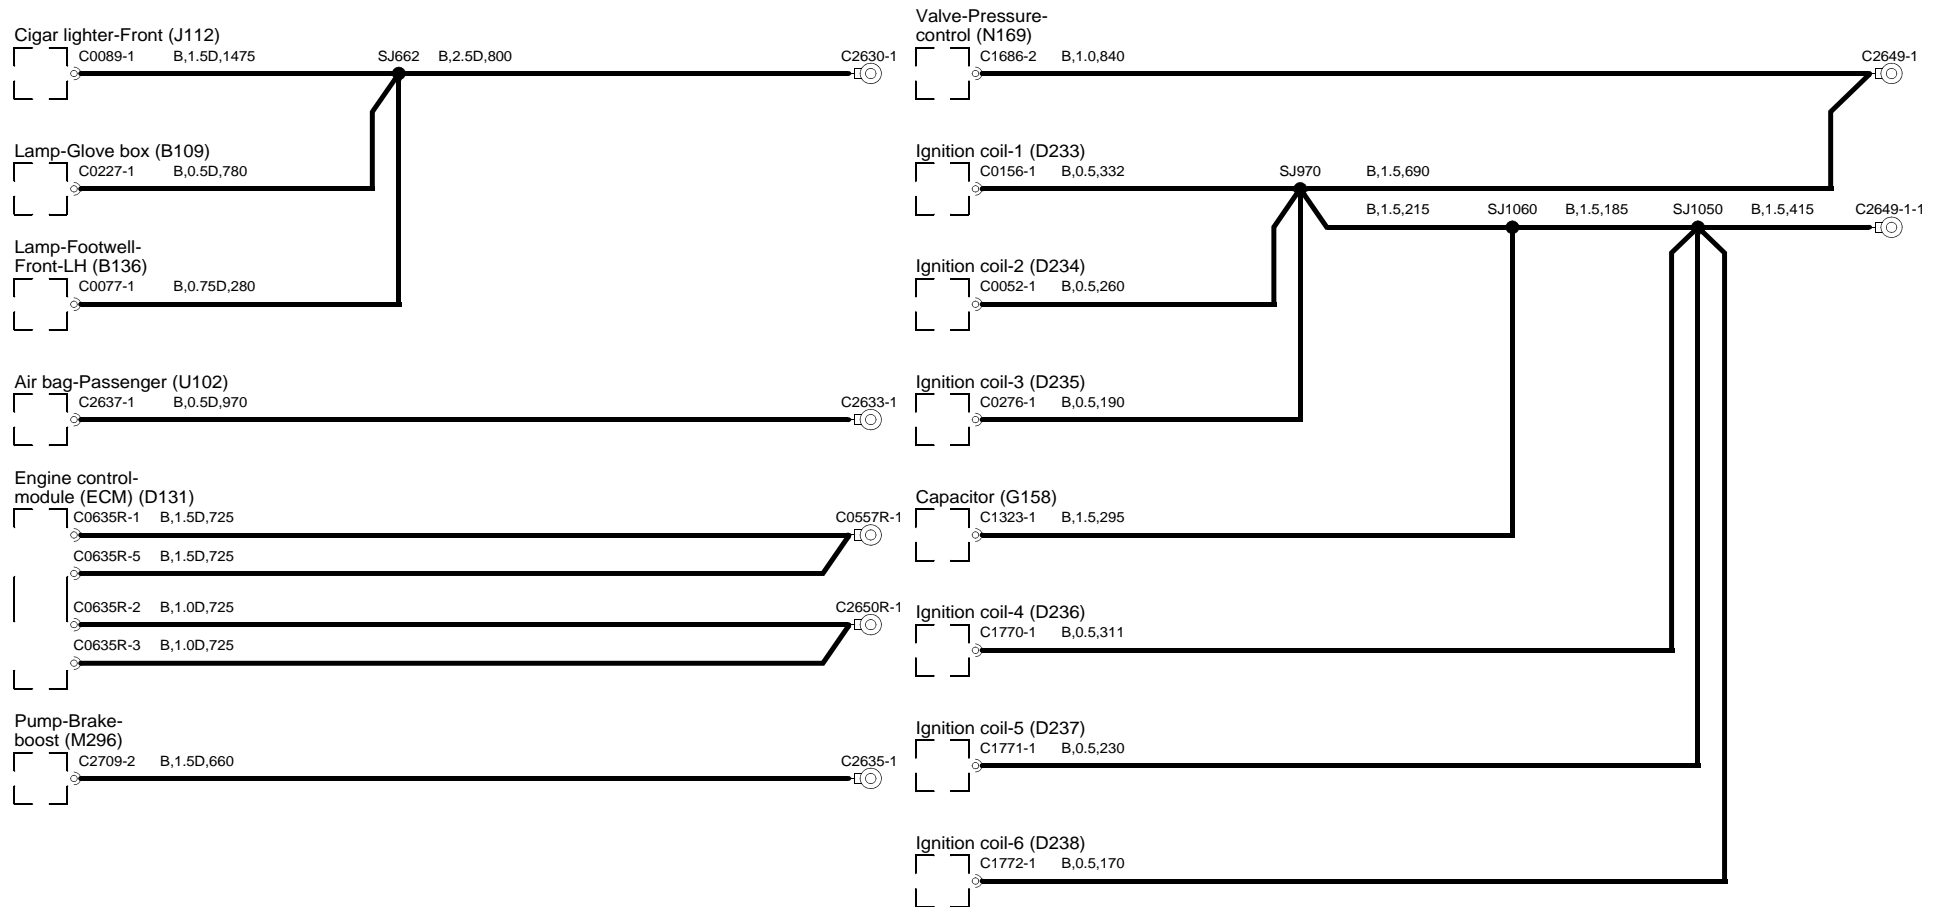 Cigar lighter-Front (J112)
C0089-1 B,1.5D,1475 SJ662 B,2.5D,800 C2630-1
Lamp-Glove box (B109)
C0227-1 B,0.5D,780
Lamp-Footwell-
Front-LH (B136)
C0077-1 B,0.75D,280
Air bag-Passenger (U102)
C2637-1 B,0.5D,970 C2633-1
Engine control-
module (ECM) (D131)
C0635R-1 B,1.5D,725 C0557R-1
C0635R-5 B,1.5D,725
C0635R-2 B,1.0D,725 C2650R-1
C0635R-3 B,1.0D,725
Pump-Brake-
boost (M296)
C2709-2 B,1.5D,660 C2635-1
Valve-Pressure-
control (N169)
C1686-2 B,1.0,840 C2649-1
Ignition coil-1 (D233)
C0156-1 B,0.5,332 SJ970 B,1.5,690
B,1.5,215 SJ1060 B,1.5,185 SJ1050 B,1.5,415 C2649-1-1
Ignition coil-2 (D234)
C0052-1 B,0.5,260
Ignition coil-3 (D235)
C0276-1 B,0.5,190
Capacitor (G158)
C1323-1 B,1.5,295
Ignition coil-4 (D236)
C1770-1 B,0.5,311
Ignition coil-5 (D237)
C1771-1 B,0.5,230
Ignition coil-6 (D238)
C1772-1 B,0.5,170